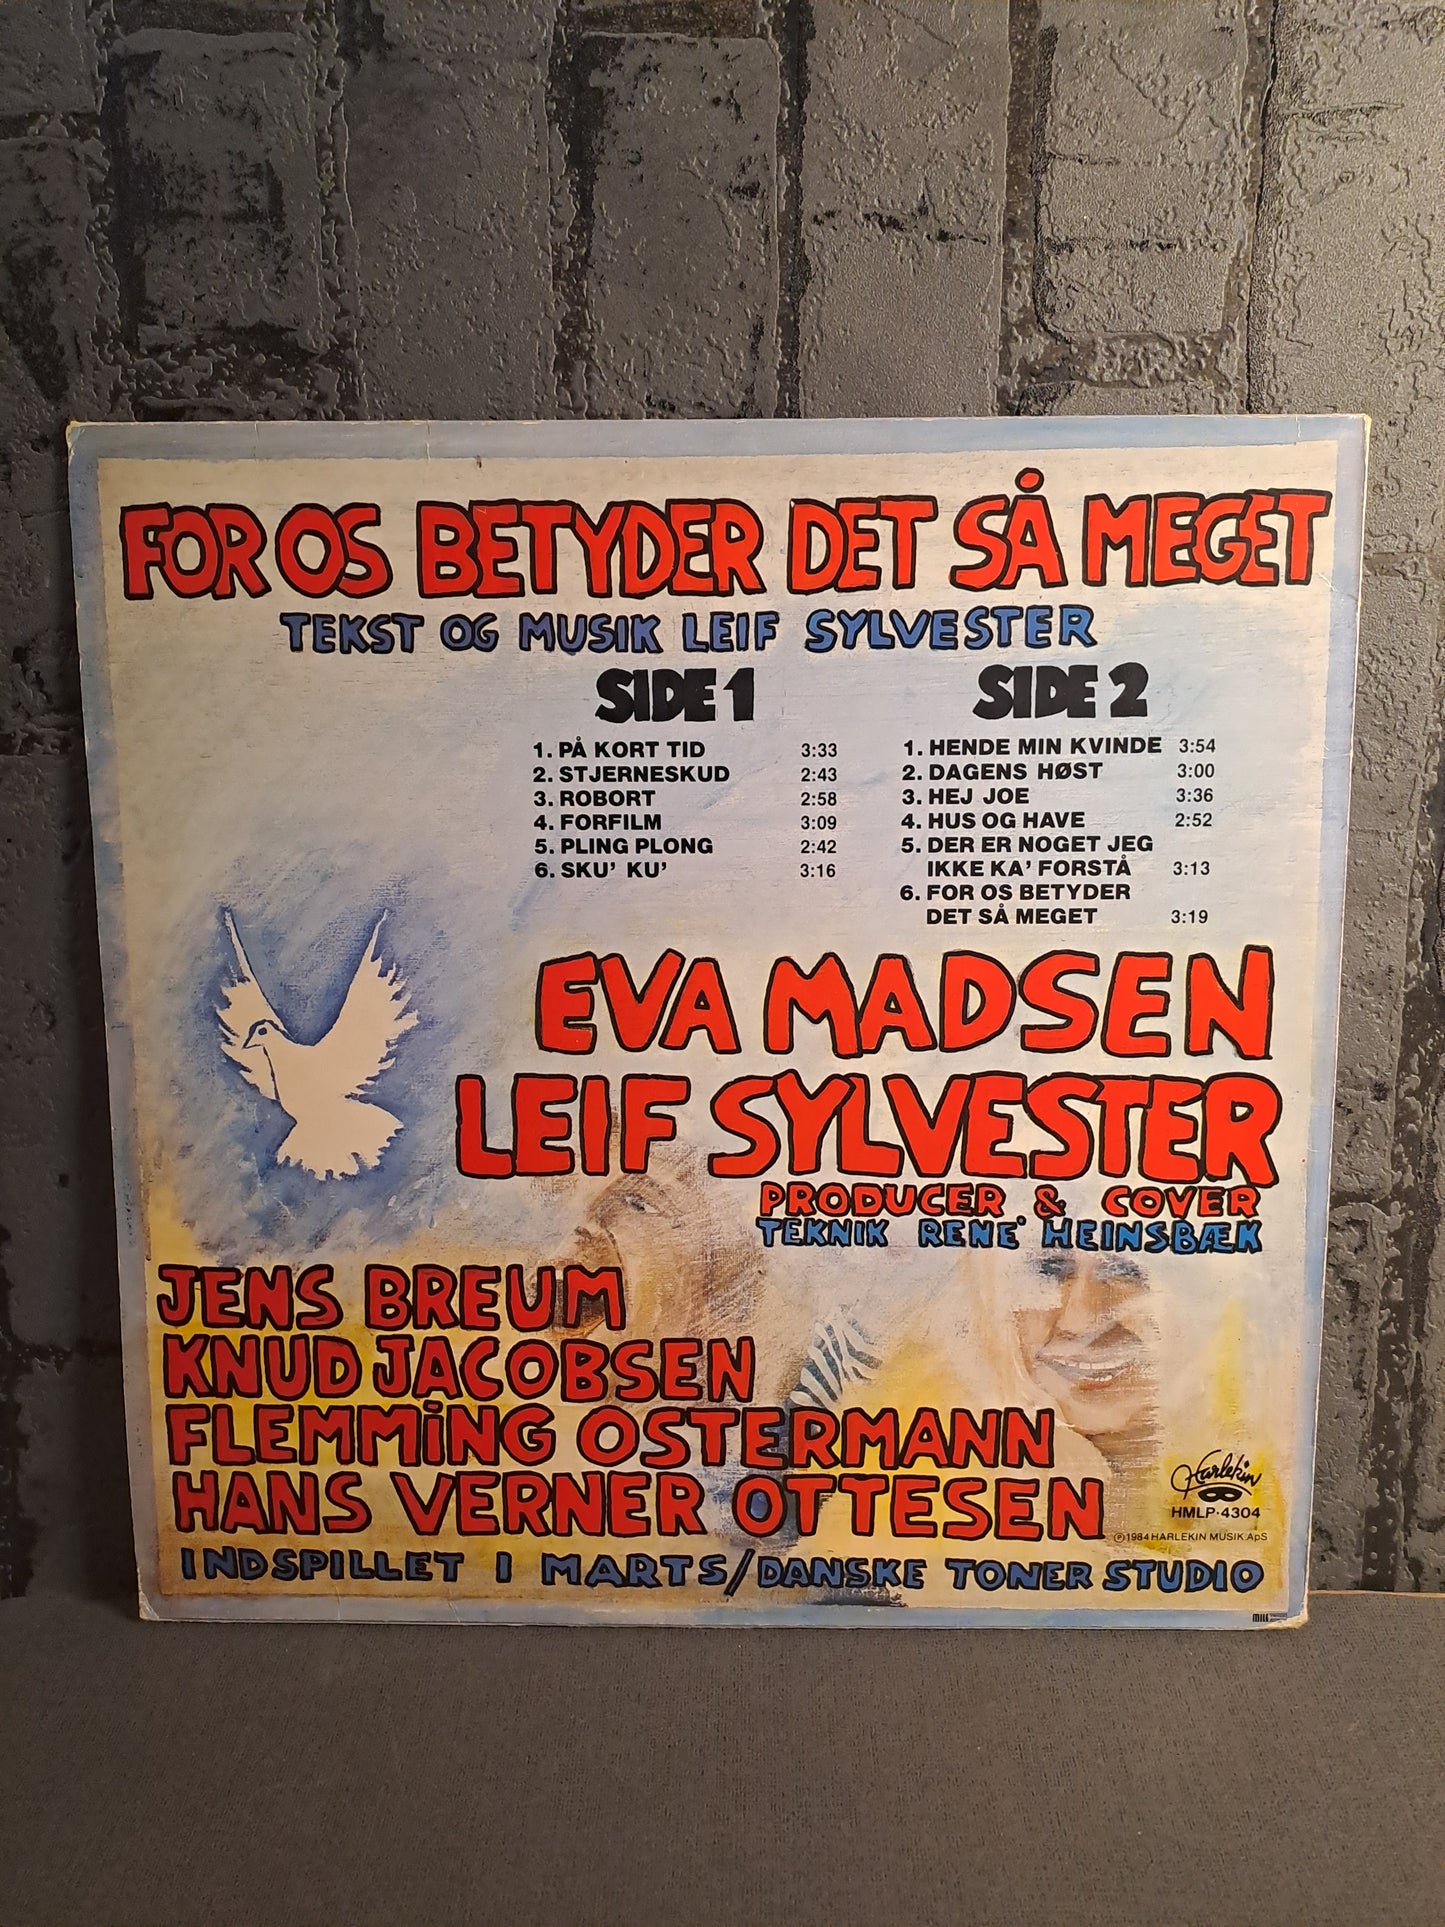 FOR OS BETYDER DET SÅ MEGET
TEKST OG MUSIK LEIF SYLVESTER
SIDE 1
1. PÅ KORT TID 3:33
2. STJERNESKUD 2:43
3. ROBORT 2:58
4. FORFILM 3:09
5. PLING PLONG 2:42
6. SKU' KU' 3:16
SIDE 2
1. HENDE MIN KVINDE 3:54
2. DAGENS HØST 3:00
3. HEJ JOE 3:36
4. HUS OG HAVE 2:52
5. DER ER NOGET JEG
IKKE KA' FORSTÅ 3:13
6. FOR OS BETYDER
DET SÅ MEGET 3:19
EVA MADSEN
LEIF SYLVESTER
PRODUCER & COVER
TEKNIK RENÉ HEINSBÆK
JENS BREUM
KNUD JACOBSEN
FLEMMiNG OSTERMANN
HANS VERNER OTTESEN
Harlekin
HMLP·4304
℗1984 HARLEKIN MUSIK ApS
INDSPILLET I MARTS/DANSKE TONER STUDIO